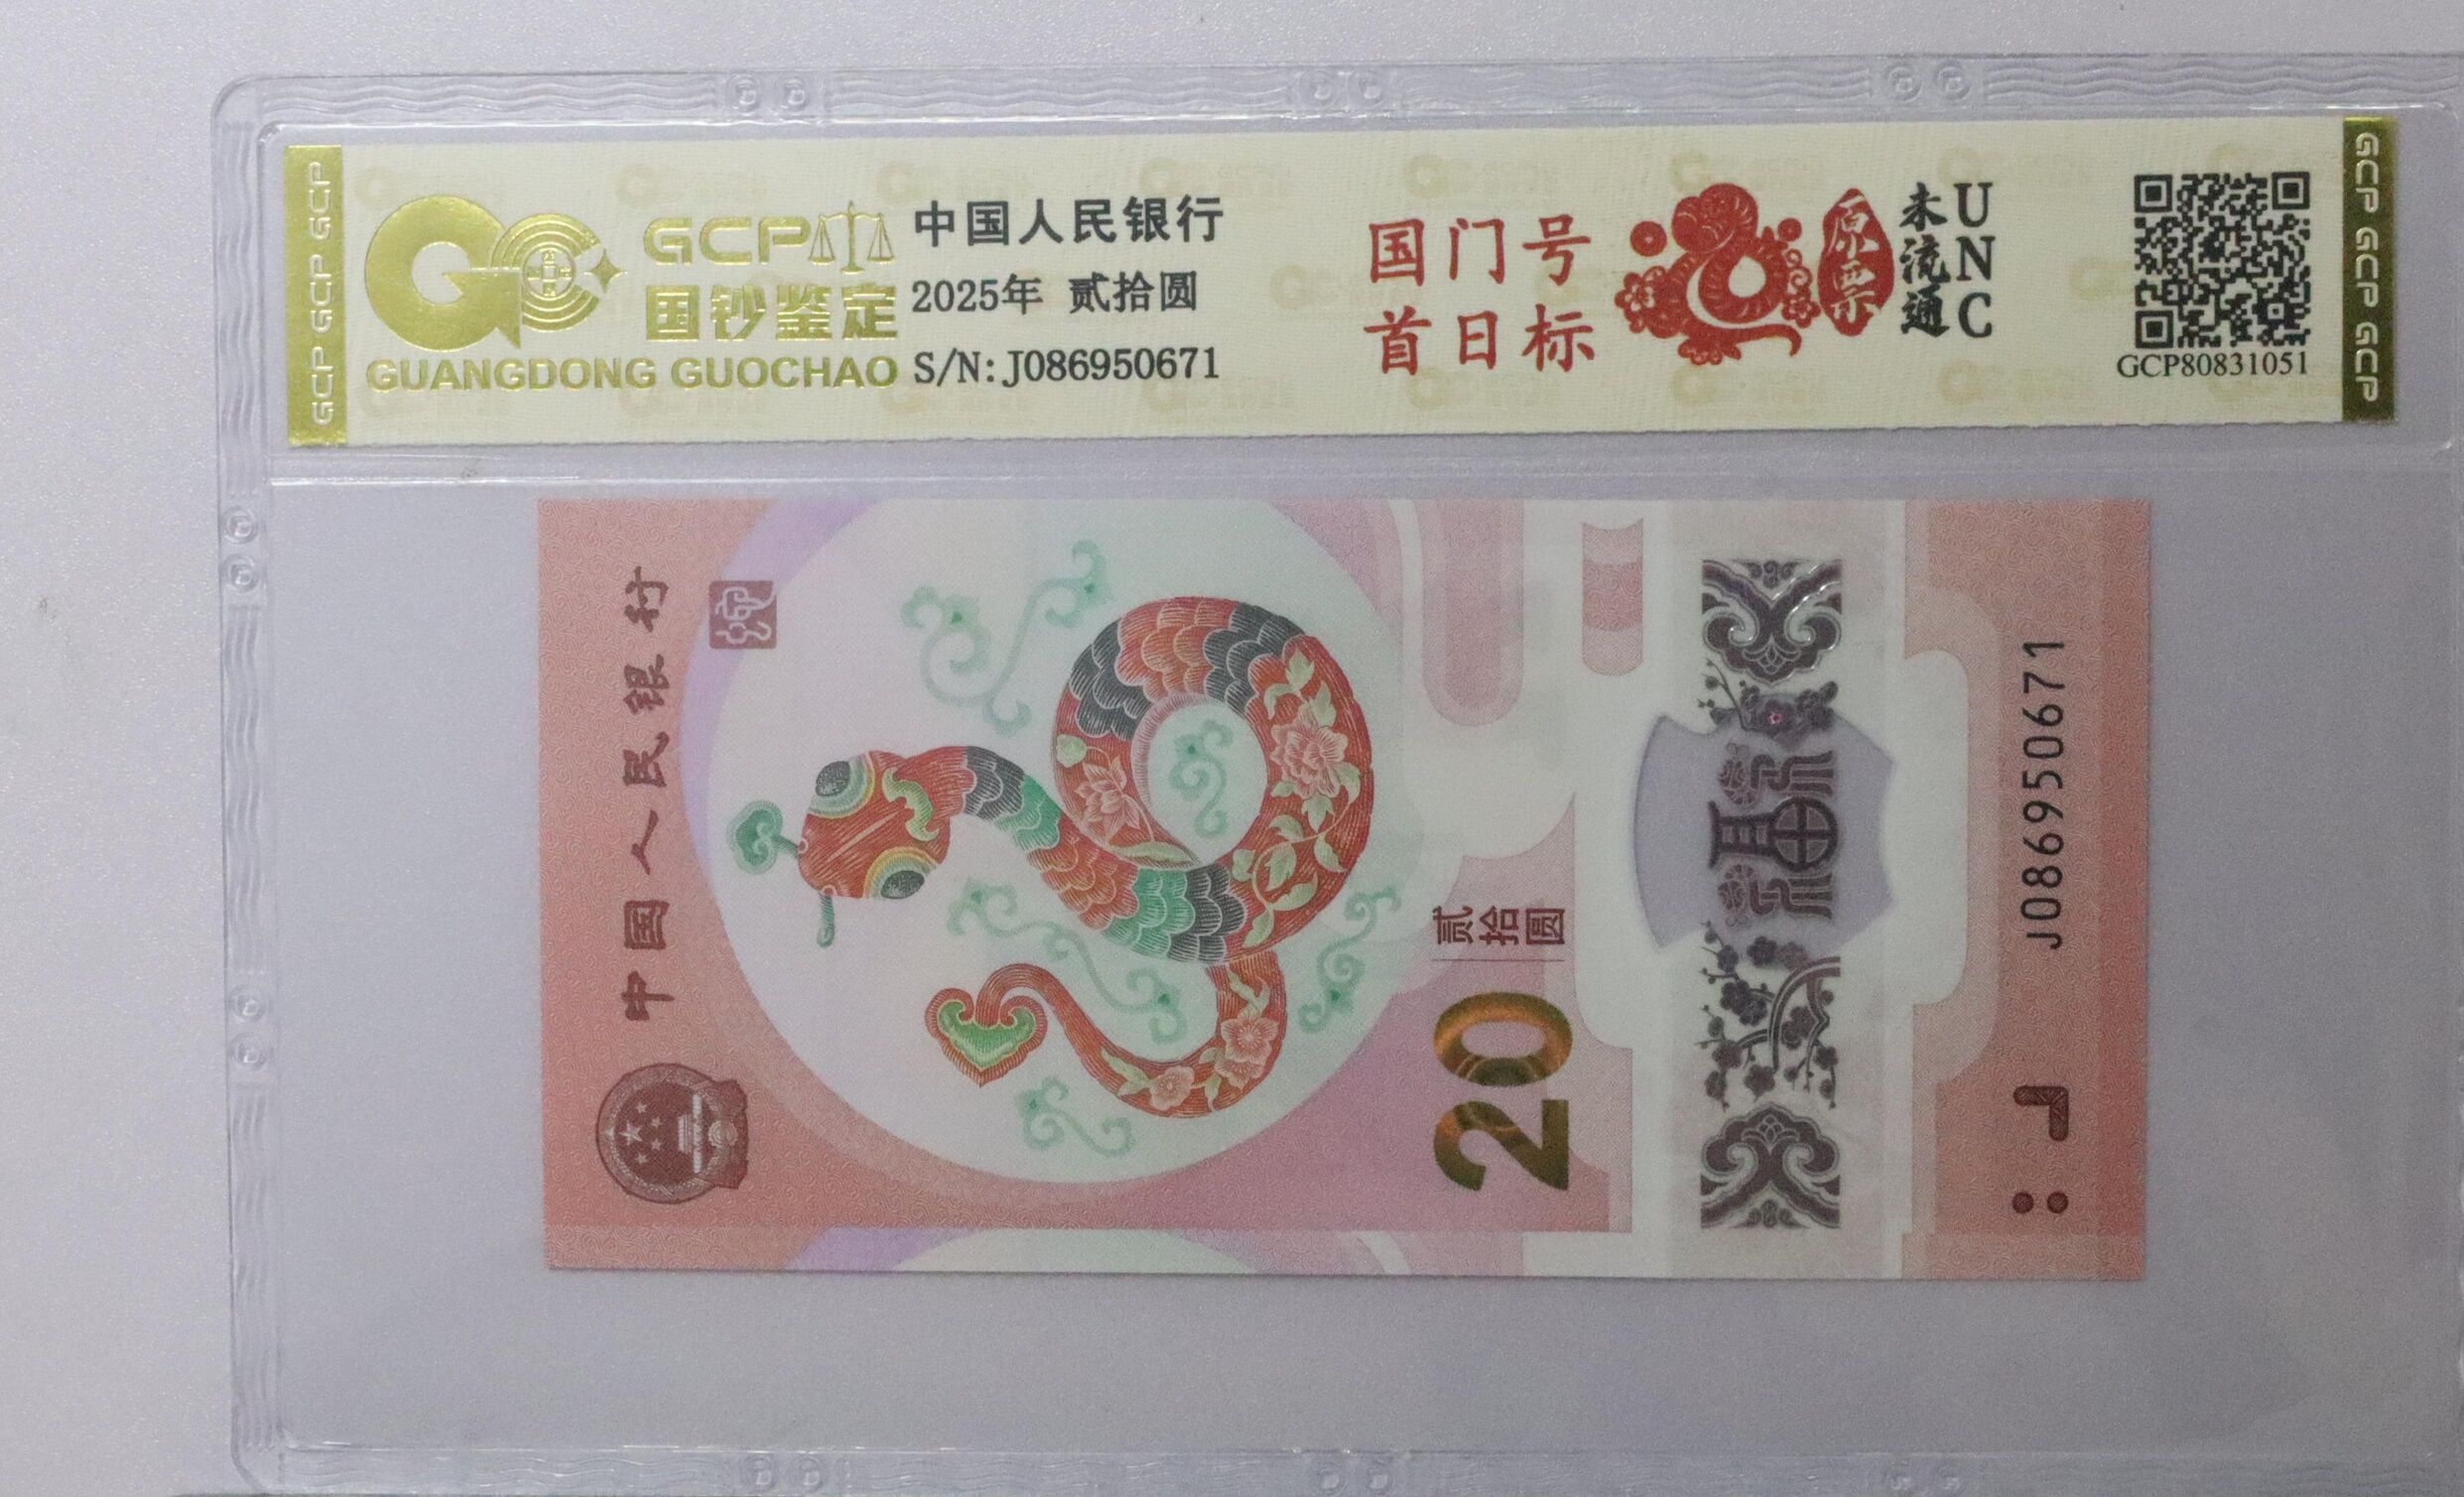 GCP GCP GCP
GCP
国钞鉴定
GUANGDONG GUOCHAO
中国人民银行
2025年 贰拾圆
S/N:J086950671
国门号
首日标
原票
未流通
UNC
GCP80831051
GCP GCP GCP
中国人民银行
20
贰拾圆
福
J086950671